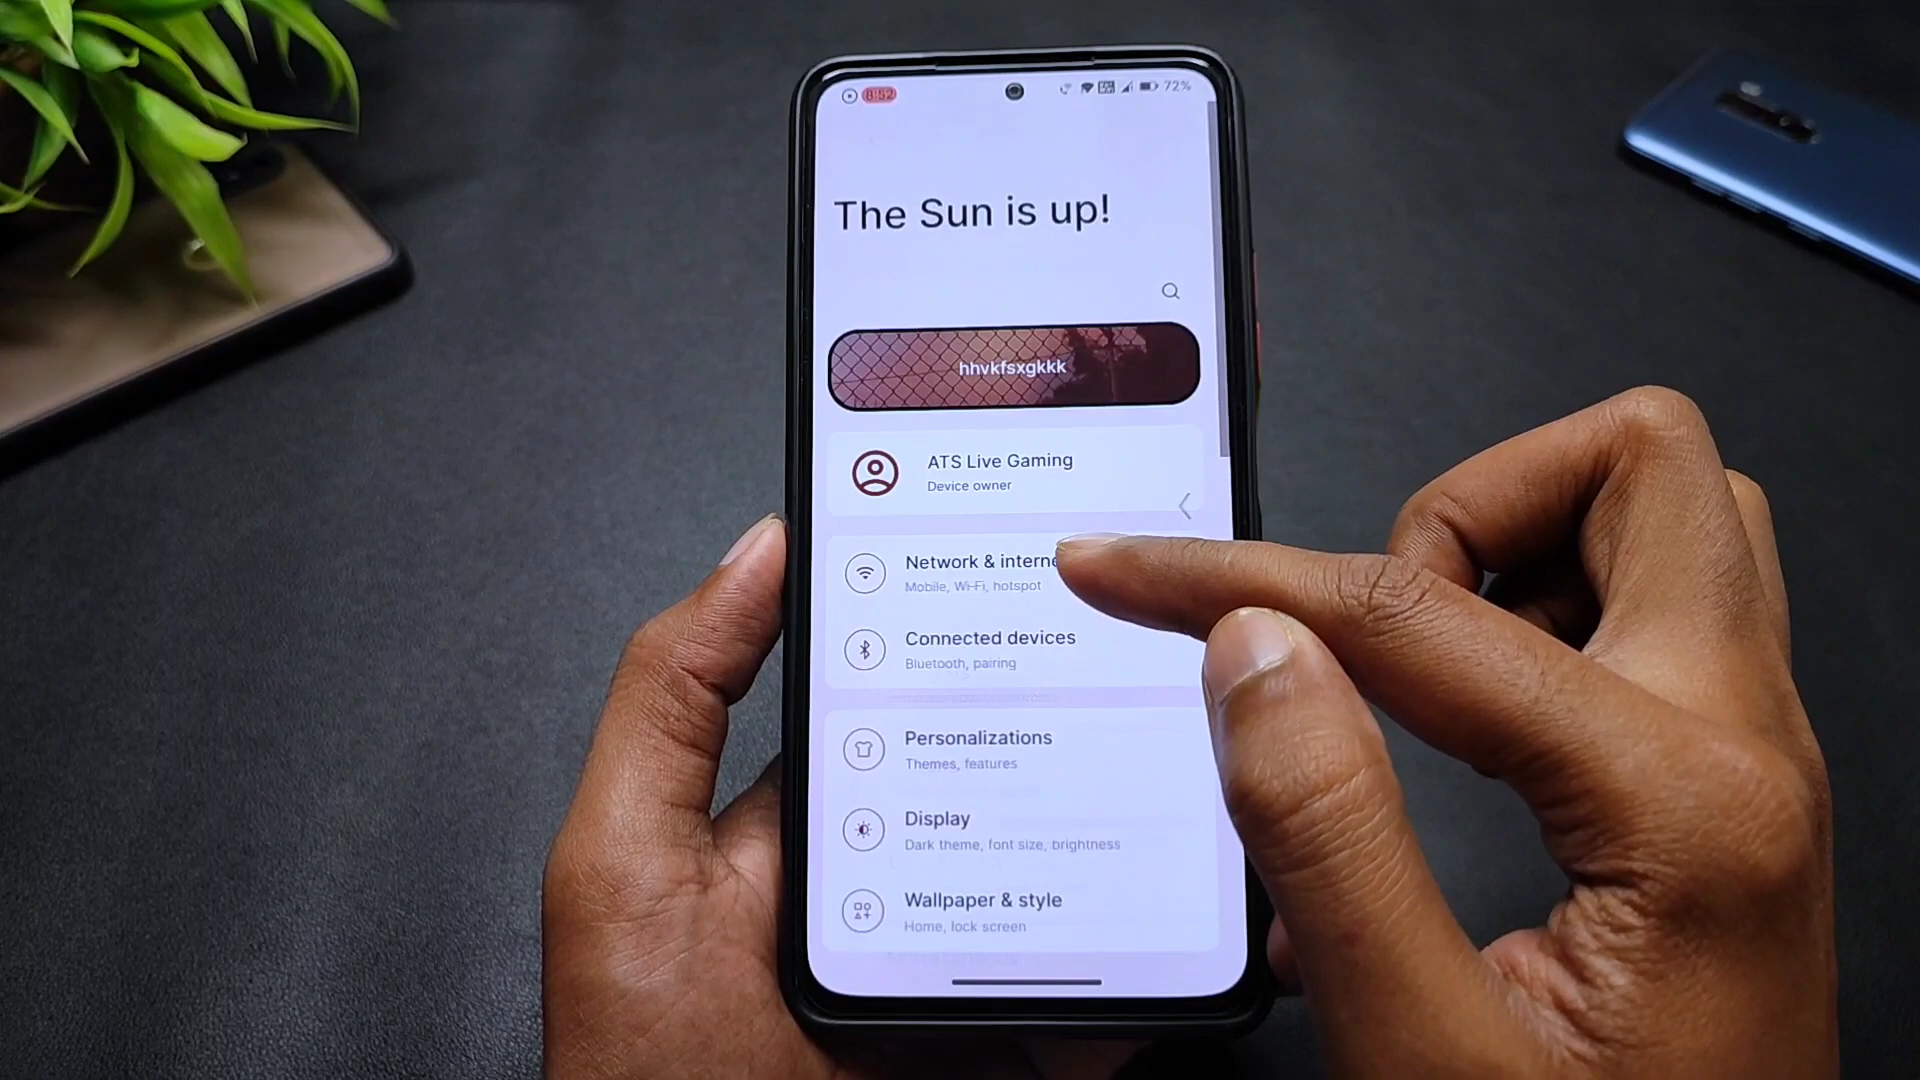 8:52
72%
The Sun is up!
hhvkfsxgkkk
ATS Live Gaming
Device owner
Network & interne
Mobile, Wi-Fi, hotspot
Connected devices
Bluetooth, pairing
Personalizations
Themes, features
Display
Dark theme, font size, brightness
Wallpaper & style
Home, lock screen